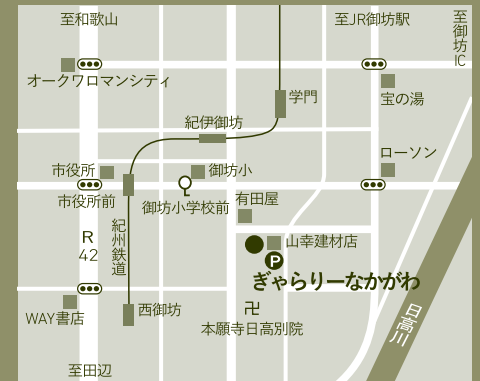 至和歌山
至JR御坊駅
至御坊IC
オークワロマンシティ
宝の湯
学門
紀伊御坊
ローソン
市役所
御坊小
市役所前
御坊小学校前
有田屋
R
42
紀州鉄道
山幸建材店
P
ぎゃらりーなかがわ
日高川
WAY書店
西御坊
卍
本願寺日高別院
至田辺